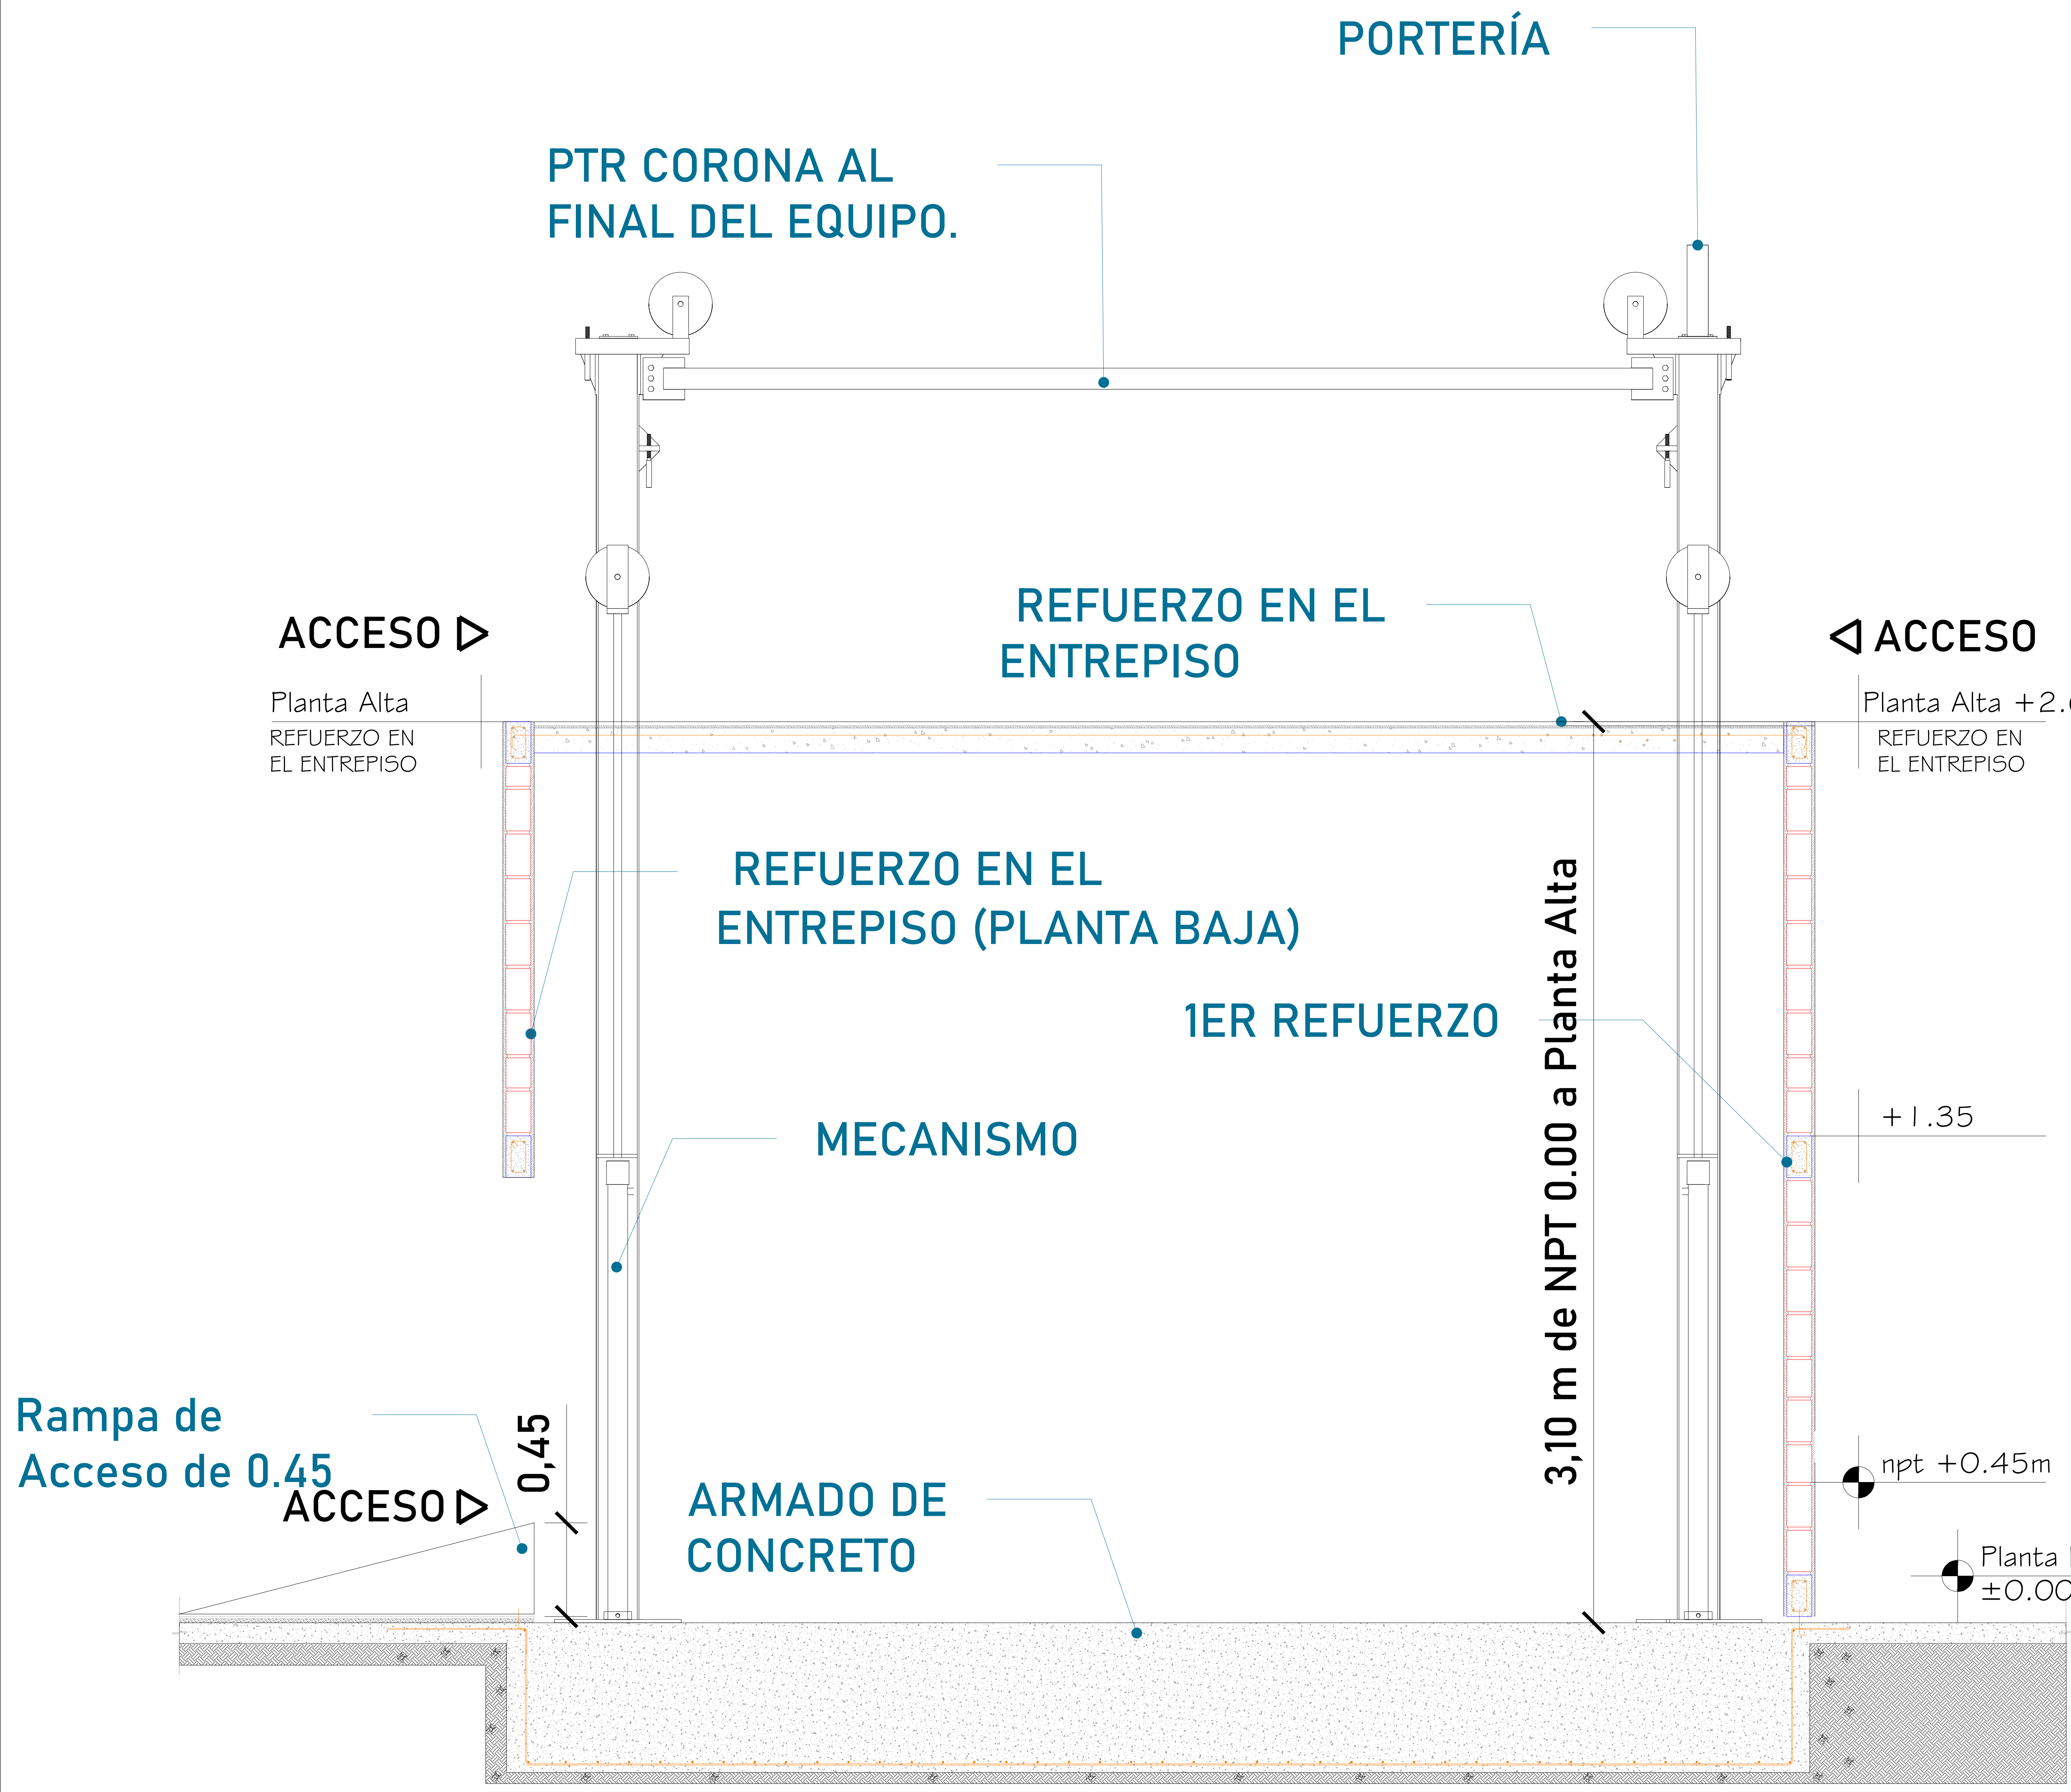 PORTERÍA
PTR CORONA AL
FINAL DEL EQUIPO.
REFUERZO EN EL
ENTREPISO
ACCESO
ACCESO
Planta Alta
REFUERZO EN
EL ENTREPISO
Planta Alta +2.
REFUERZO EN
EL ENTREPISO
REFUERZO EN EL
ENTREPISO (PLANTA BAJA)
3,10 m de NPT 0.00 a Planta Alta
1ER REFUERZO
+1.35
MECANISMO
Rampa de
Acceso de 0.45
0,45
ACCESO
ARMADO DE
CONCRETO
npt +0.45m
Planta
±0.00